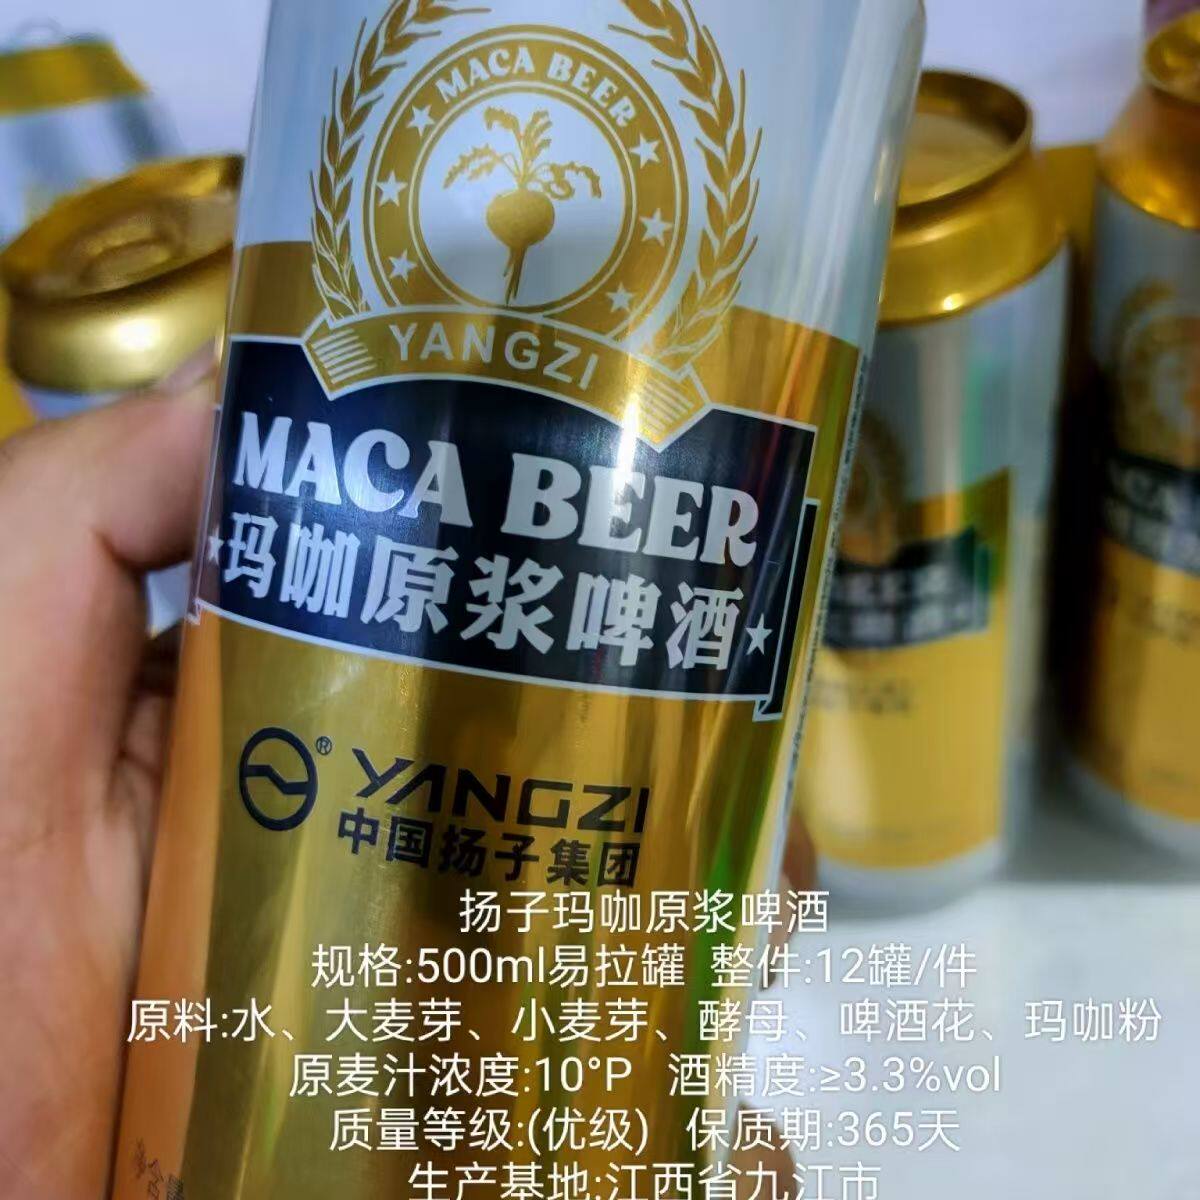 MACA BEER
YANGZI
MACA BEER
玛咖原浆啤酒
® YANGZI
中国扬子集团
扬子玛咖原浆啤酒
规格:500ml易拉罐 整件:12罐/件
原料:水、大麦芽、小麦芽、酵母、啤酒花、玛咖粉
原麦汁浓度:10°P 酒精度:≥3.3%vol
质量等级:(优级) 保质期:365天
生产基地:江西省九江市